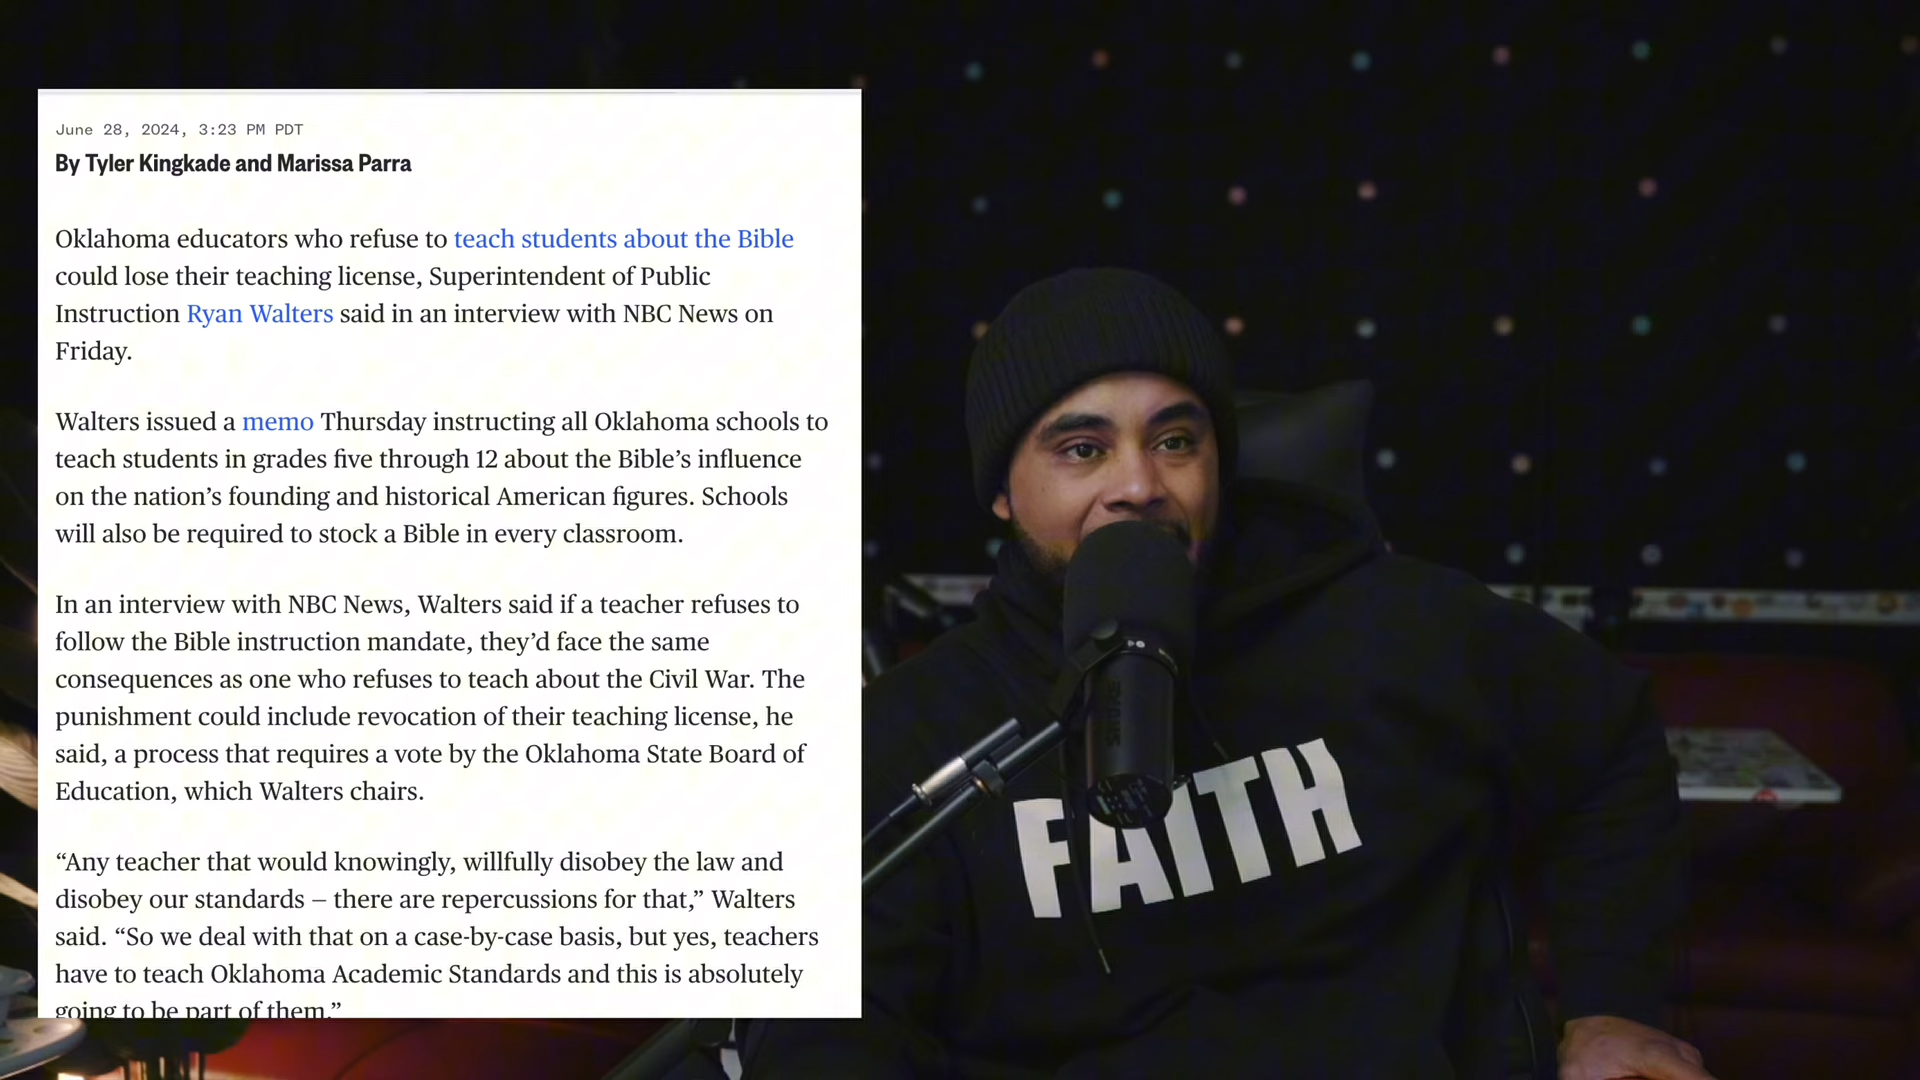 June 28, 2024, 3:23 PM PDT
By Tyler Kingkade and Marissa Parra
Oklahoma educators who refuse to teach students about the Bible
could lose their teaching license, Superintendent of Public
Instruction Ryan Walters said in an interview with NBC News on
Friday.
Walters issued a memo Thursday instructing all Oklahoma schools to
teach students in grades five through 12 about the Bible’s influence
on the nation’s founding and historical American figures. Schools
will also be required to stock a Bible in every classroom.
In an interview with NBC News, Walters said if a teacher refuses to
follow the Bible instruction mandate, they’d face the same
consequences as one who refuses to teach about the Civil War. The
punishment could include revocation of their teaching license, he
said, a process that requires a vote by the Oklahoma State Board of
Education, which Walters chairs.
“Any teacher that would knowingly, willfully disobey the law and
disobey our standards — there are repercussions for that,” Walters
said. “So we deal with that on a case-by-case basis, but yes, teachers
have to teach Oklahoma Academic Standards and this is absolutely
going to be part of them.”
SHURE
FAITH